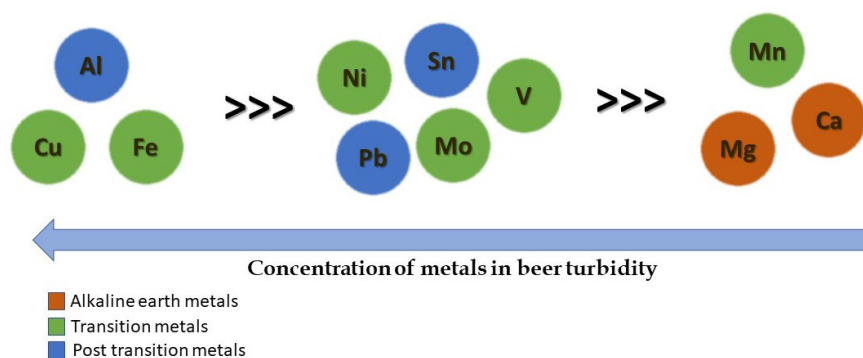 Al
Cu
Fe
>>>
Ni
Sn
V
Pb
Mo
>>>
Mn
Mg
Ca
Concentration of metals in beer turbidity
Alkaline earth metals
Transition metals
Post transition metals